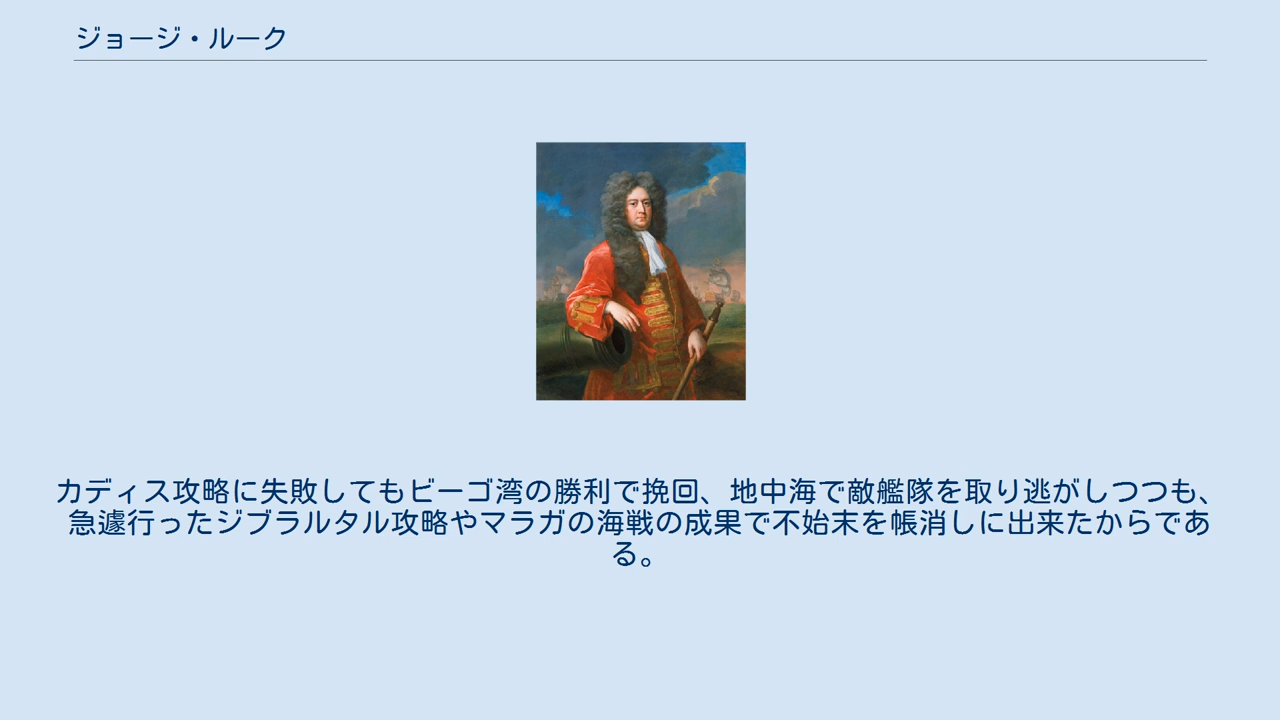 ジョージ・ルーク
カディス攻略に失敗してもビーゴ湾の勝利で挽回、地中海で敵艦隊を取り逃がしつつも、
急遽行ったジブラルタル攻略やマラガの海戦の成果で不始末を帳消しに出来たからであ
る。